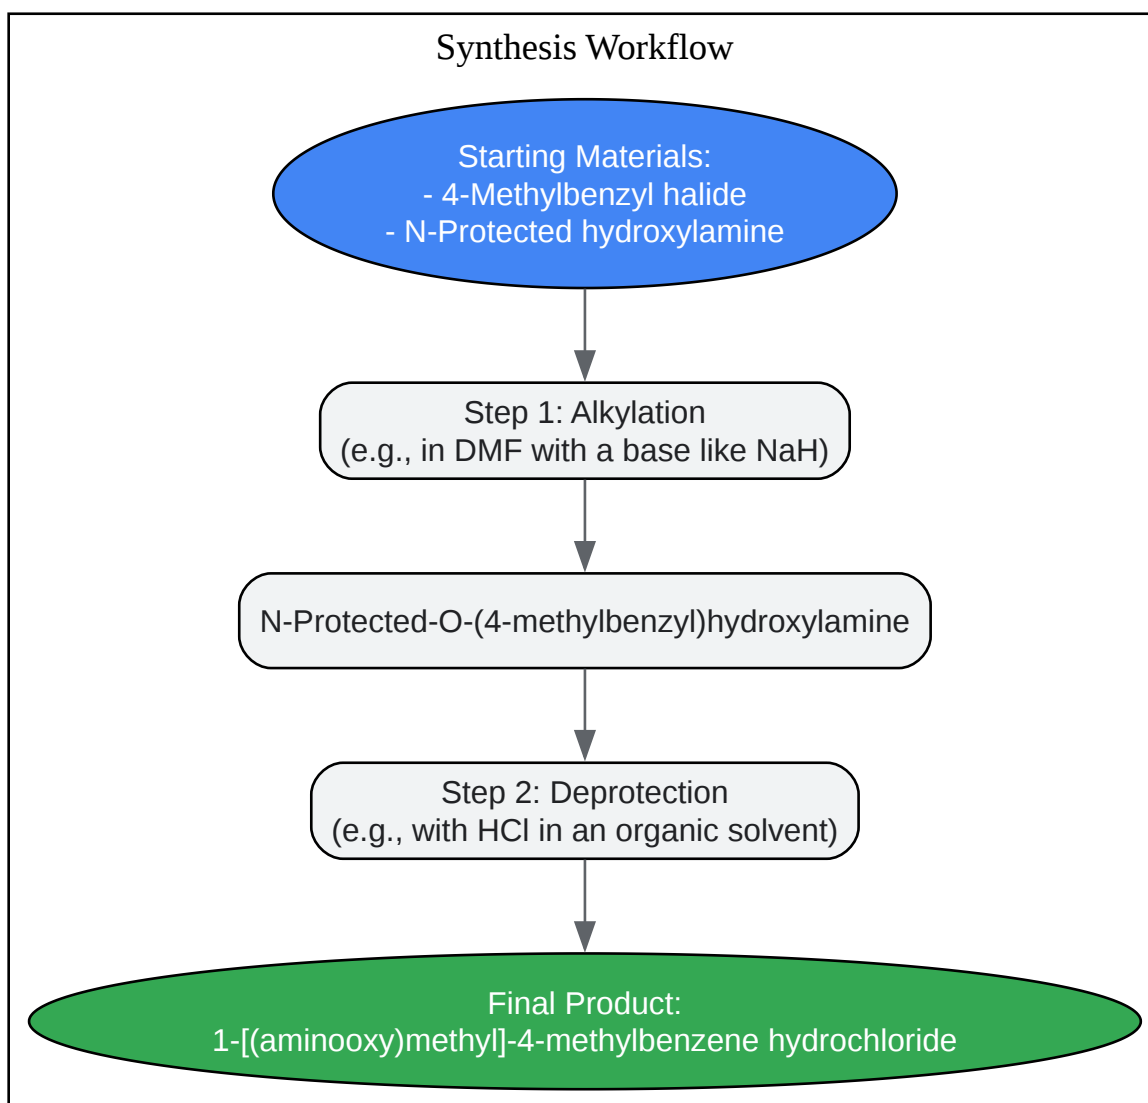 Synthesis Workflow
Starting Materials:
- 4-Methylbenzyl halide
- N-Protected hydroxylamine
Step 1: Alkylation
(e.g., in DMF with a base like NaH)
N-Protected-O-(4-methylbenzyl)hydroxylamine
Step 2: Deprotection
(e.g., with HCl in an organic solvent)
Final Product:
1-[(aminooxy)methyl]-4-methylbenzene hydrochloride